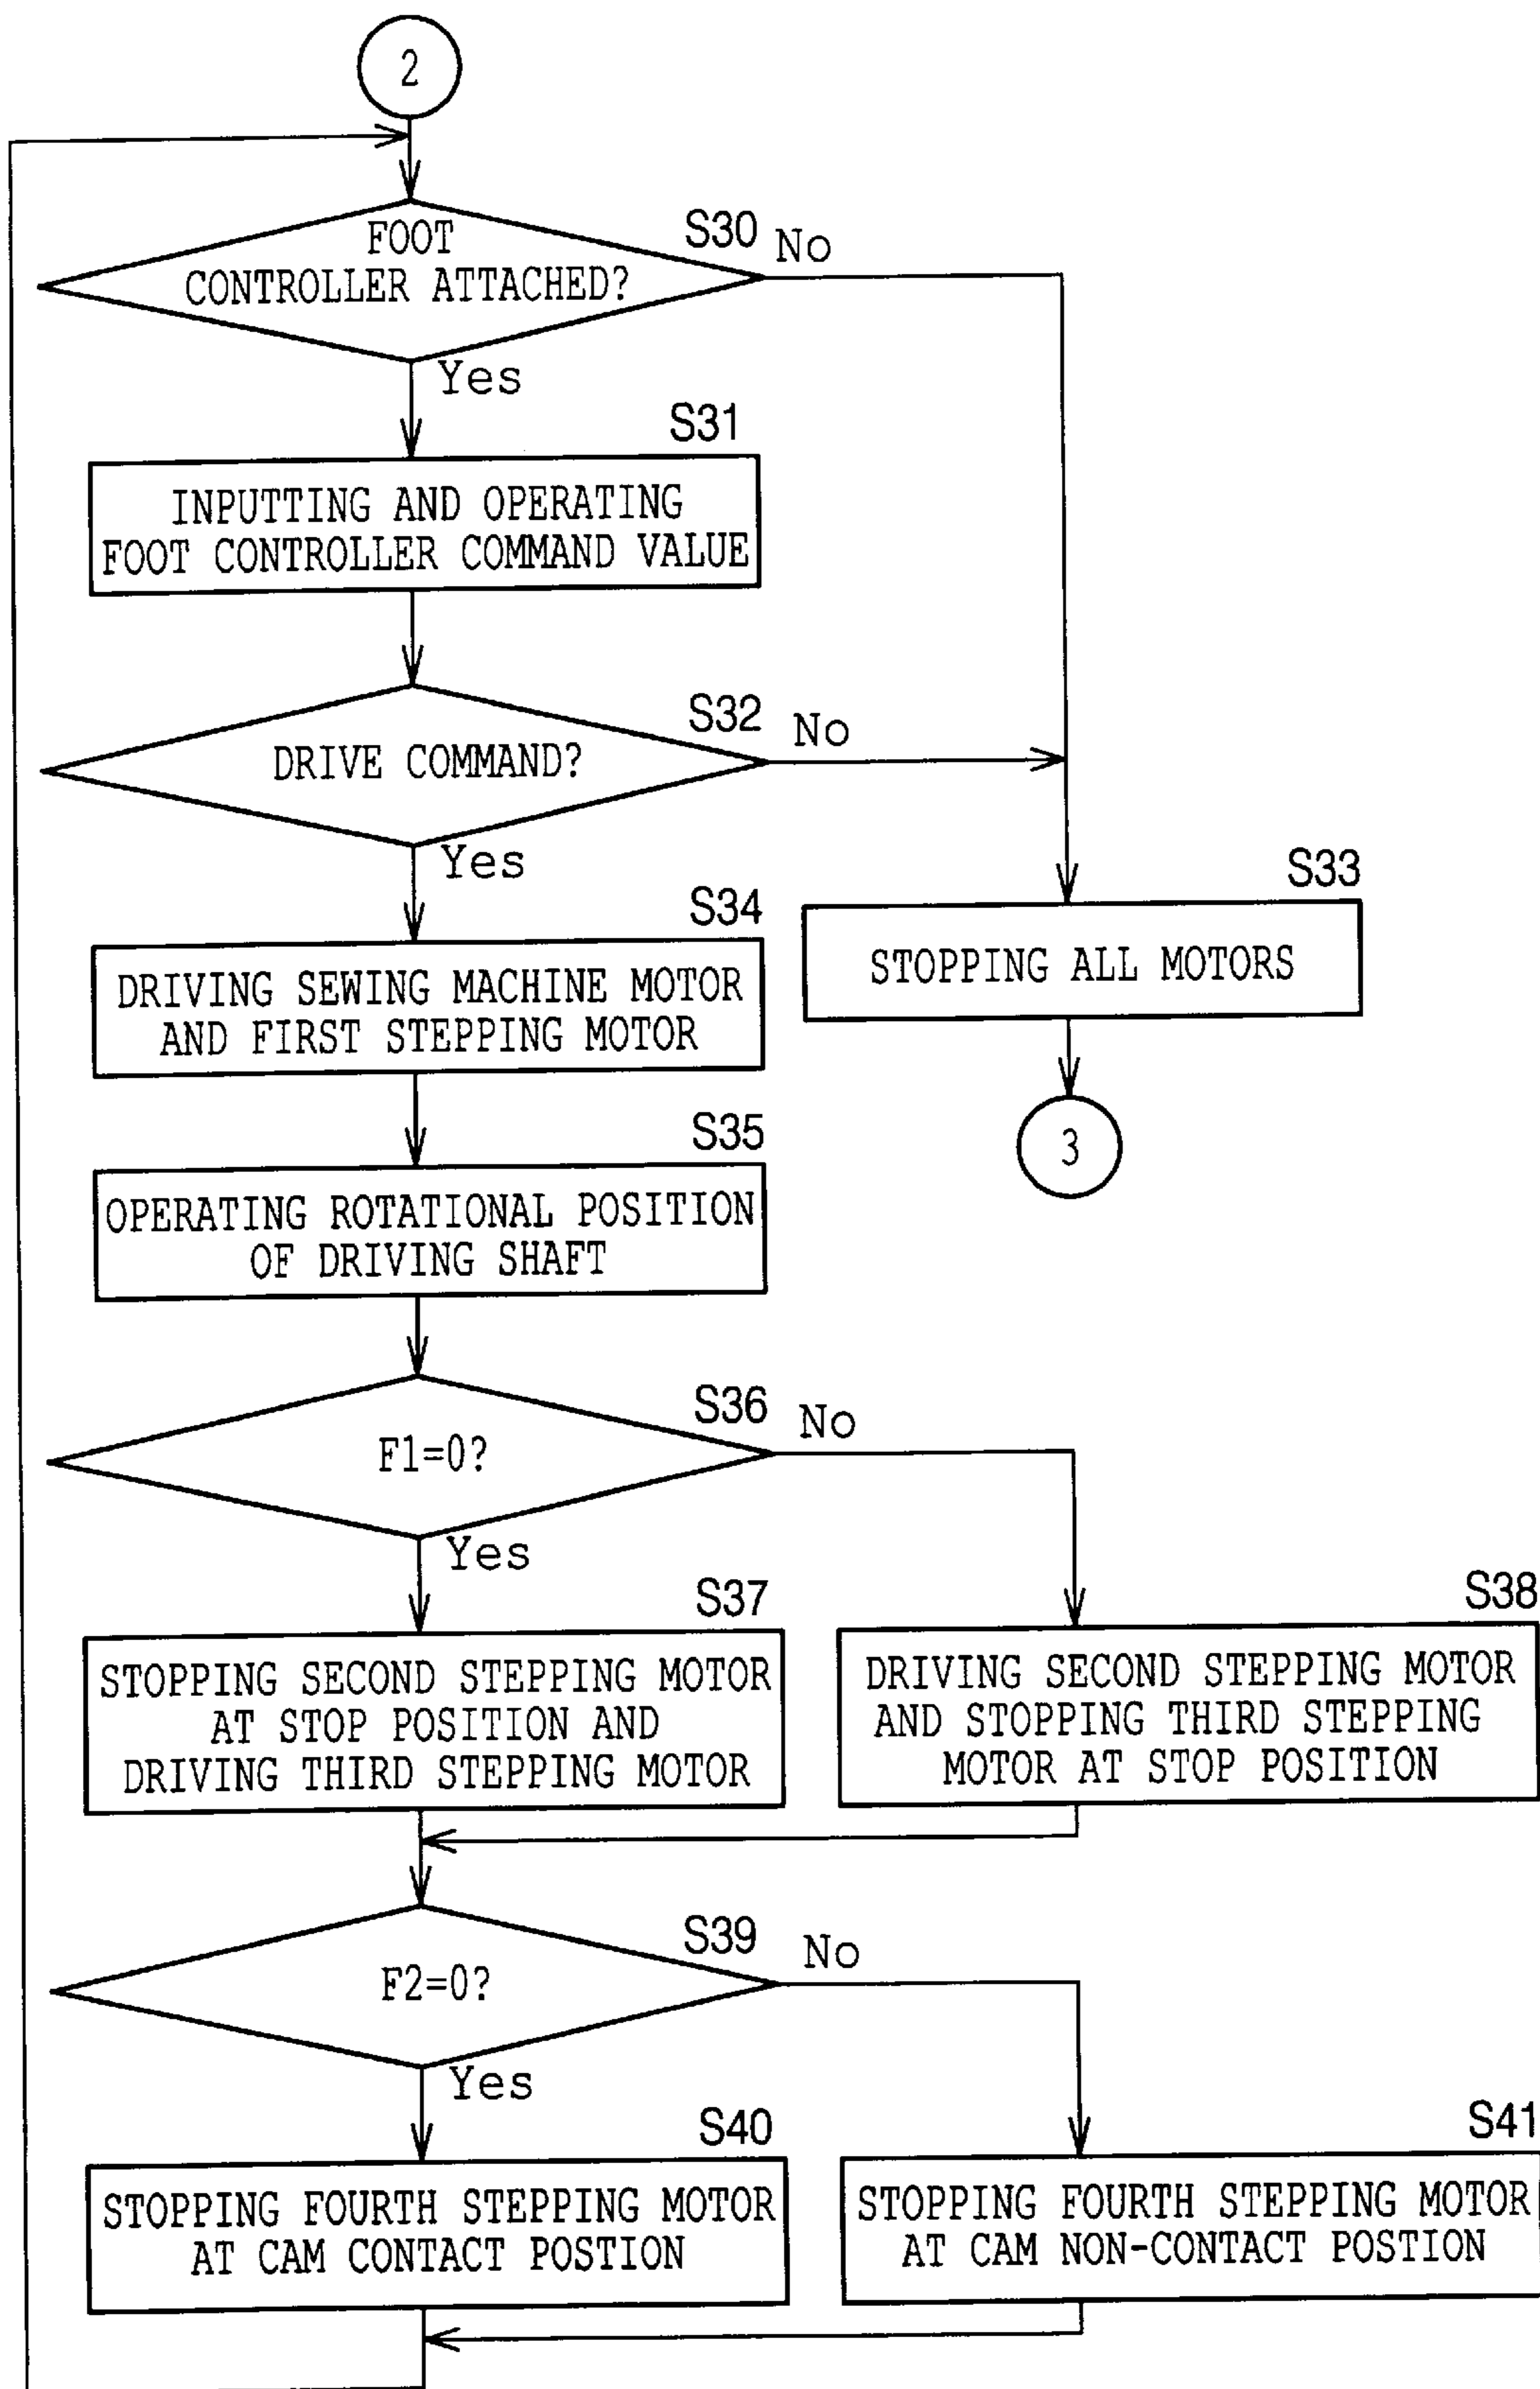 2
S30
No
FOOT
CONTROLLER ATTACHED?
Yes
S31
INPUTTING AND OPERATING
FOOT CONTROLLER COMMAND VALUE
S32
No
DRIVE COMMAND?
Yes
S33
STOPPING ALL MOTORS
3
S34
DRIVING SEWING MACHINE MOTOR
AND FIRST STEPPING MOTOR
S35
OPERATING ROTATIONAL POSITION
OF DRIVING SHAFT
S36
No
F1=0?
Yes
S37
STOPPING SECOND STEPPING MOTOR
AT STOP POSITION AND
DRIVING THIRD STEPPING MOTOR
S38
DRIVING SECOND STEPPING MOTOR
AND STOPPING THIRD STEPPING
MOTOR AT STOP POSITION
S39
No
F2=0?
Yes
S40
STOPPING FOURTH STEPPING MOTOR
AT CAM CONTACT POSTION
S41
STOPPING FOURTH STEPPING MOTOR
AT CAM NON-CONTACT POSTION